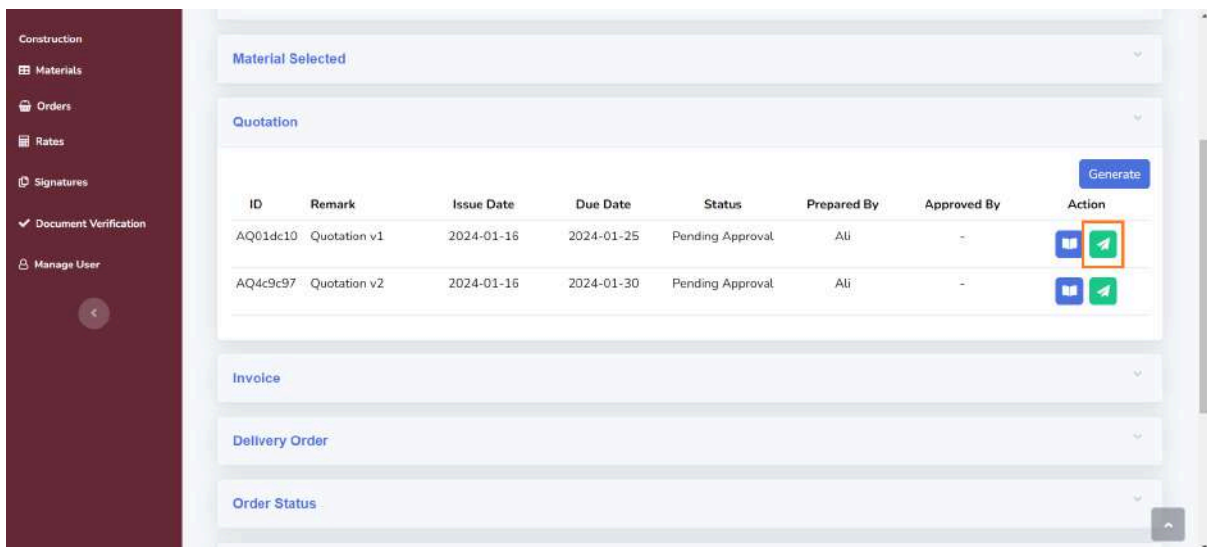 Construction
Materials
Orders
Rates
Signatures
Document Verification
Manage User
Material Selected
Quotation
Generate
ID Remark Issue Date Due Date Status Prepared By Approved By Action
AQ01dc10 Quotation v1 2024-01-16 2024-01-25 Pending Approval Ali -
AQ4c9c97 Quotation v2 2024-01-16 2024-01-30 Pending Approval Ali -
Invoice
Delivery Order
Order Status